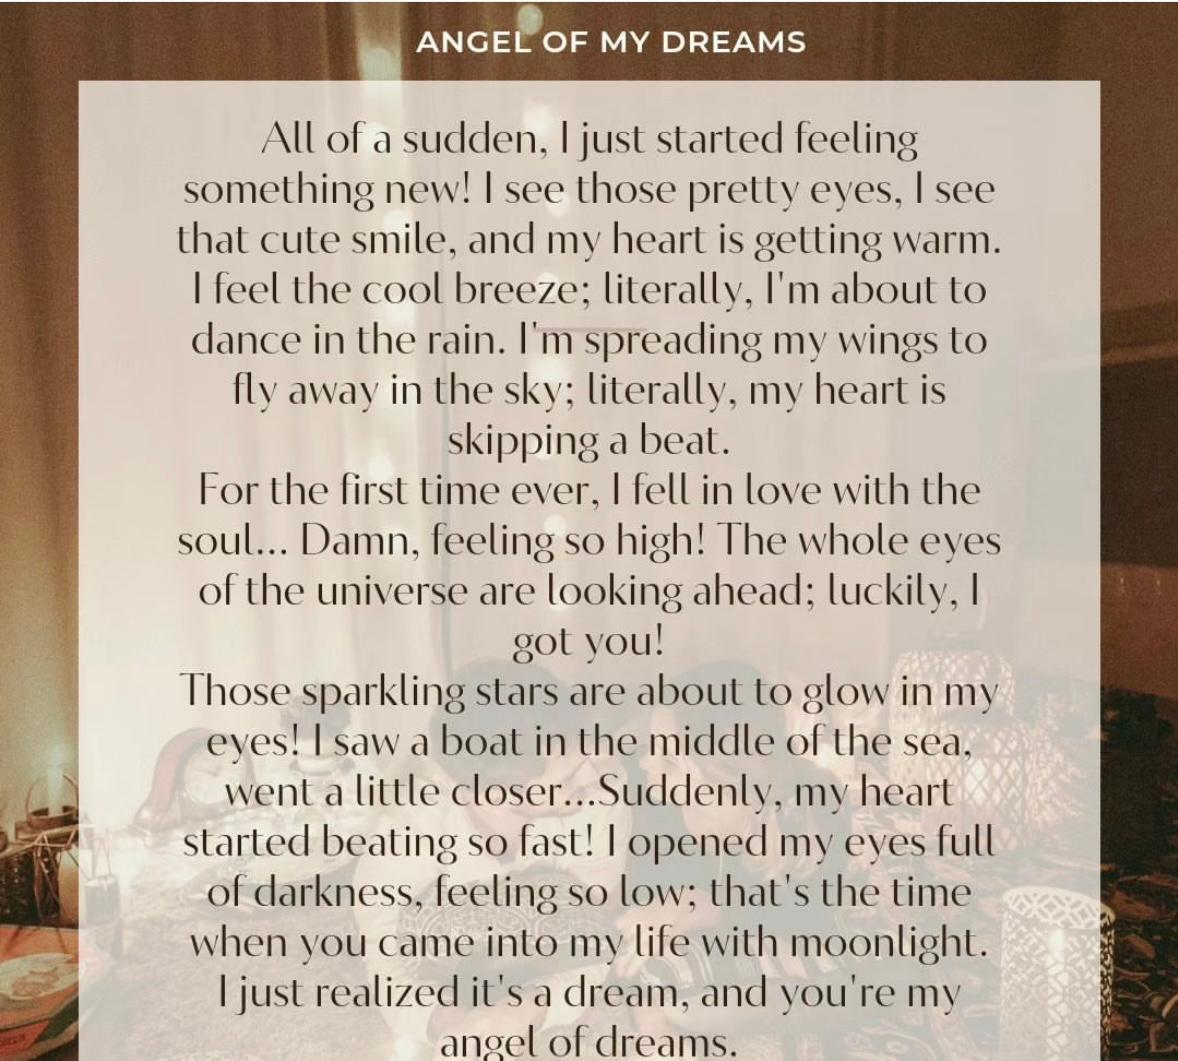 ANGEL OF MY DREAMS
All of a sudden, I just started feeling
something new! I see those pretty eyes, I see
that cute smile, and my heart is getting warm.
I feel the cool breeze; literally, I'm about to
dance in the rain. I'm spreading my wings to
fly away in the sky; literally, my heart is
skipping a beat.
For the first time ever, I fell in love with the
soul... Damn, feeling so high! The whole eyes
of the universe are looking ahead; luckily, I
got you!
Those sparkling stars are about to glow in my
eyes! I saw a boat in the middle of the sea,
went a little closer...Suddenly, my heart
started beating so fast! I opened my eyes full
of darkness, feeling so low; that's the time
when you came into my life with moonlight.
I just realized it's a dream, and you're my
angel of dreams.